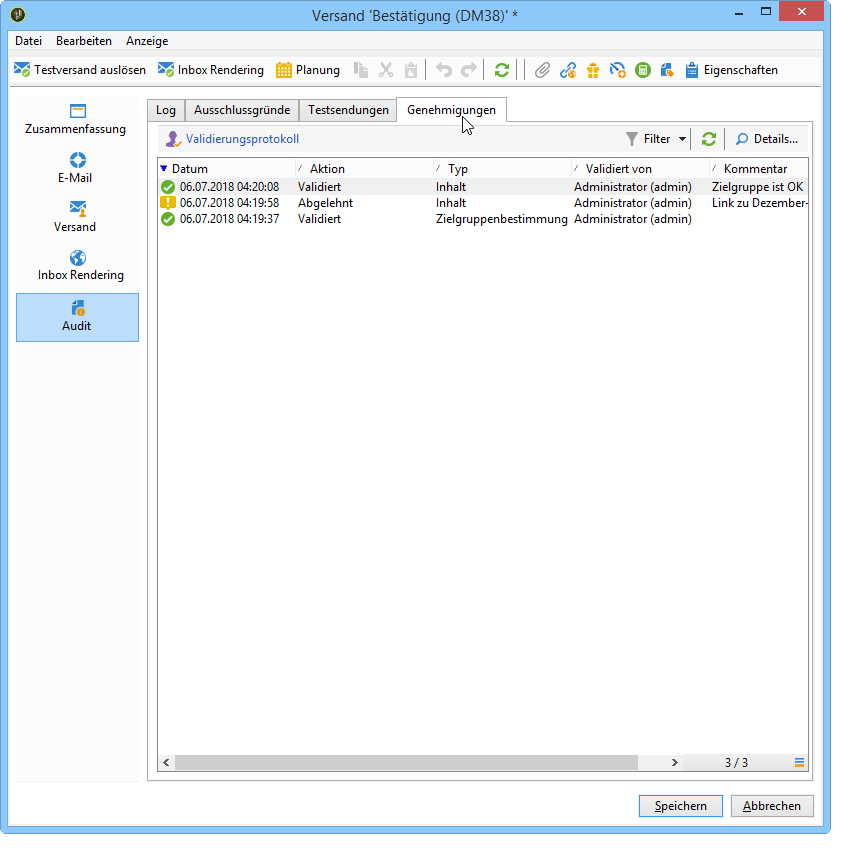 Versand 'Bestätigung (DM38)' *
Datei Bearbeiten Anzeige
Testversand auslösen Inbox Rendering Planung Eigenschaften
Zusammenfassung
E-Mail
Versand
Inbox Rendering
Audit
Log Ausschlussgründe Testsendungen Genehmigungen
Validierungsprotokoll Filter Details...
Datum Aktion Typ Validiert von Kommentar
06.07.2018 04:20:08 Validiert Inhalt Administrator (admin) Zielgruppe ist OK
06.07.2018 04:19:58 Abgelehnt Inhalt Administrator (admin) Link zu Dezember-
06.07.2018 04:19:37 Validiert Zielgruppenbestimmung Administrator (admin)
3 / 3
Speichern Abbrechen